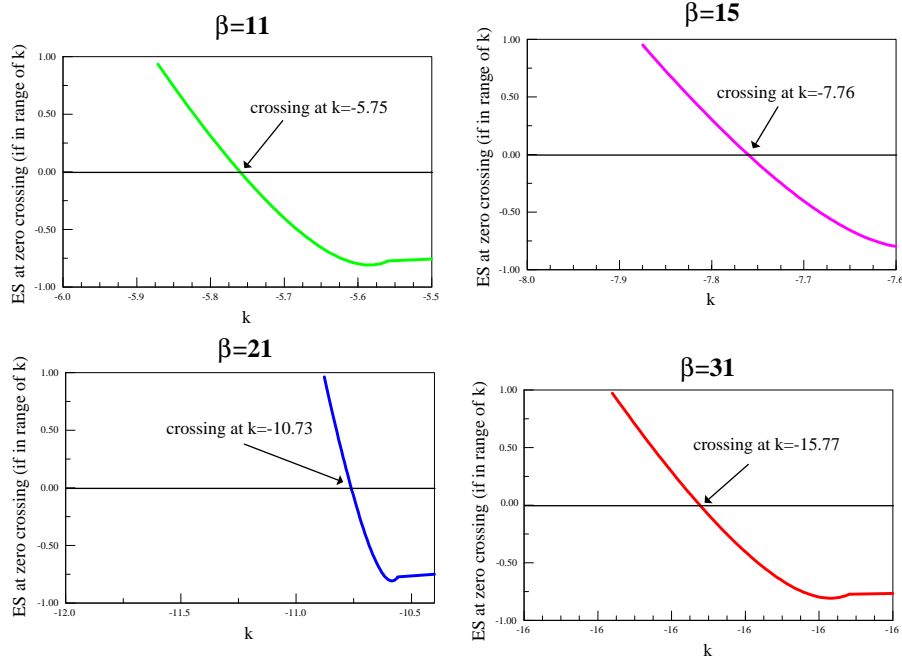 β=11
ES at zero crossing (if in range of k)
1.00
0.50
0.00
-0.50
-1.00
crossing at k=-5.75
-6.0 -5.9 -5.8 -5.7 -5.6 -5.5
k
β=15
ES at zero crossing (if in range of k)
1.00
0.50
0.00
-0.50
-1.00
crossing at k=-7.76
-8.0 -7.9 -7.8 -7.7 -7.6
k
β=21
ES at zero crossing (if in range of k)
1.00
0.50
0.00
-0.50
-1.00
crossing at k=-10.73
-12.0 -11.5 -11.0 -10.5
k
β=31
ES at zero crossing (if in range of k)
1.00
0.50
0.00
-0.50
-1.00
crossing at k=-15.77
-16 -16 -16 -16 -16 -16
k